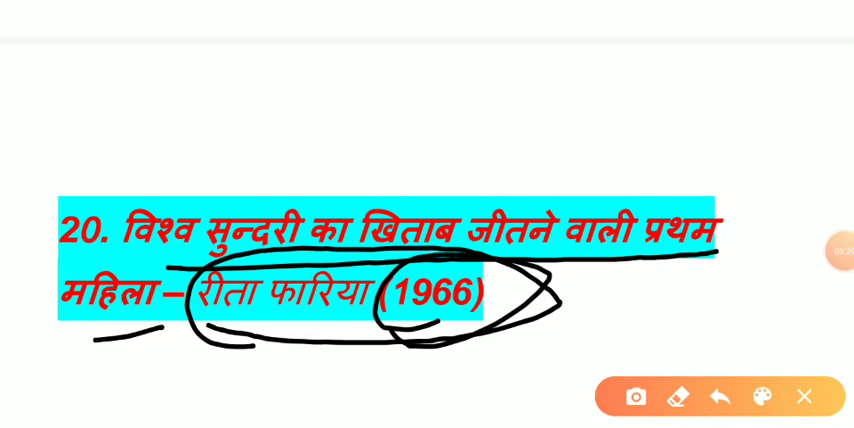 20. विश्व सुन्दरी का खिताब जीतने वाली प्रथम
महिला – रीता फारिया (1966)